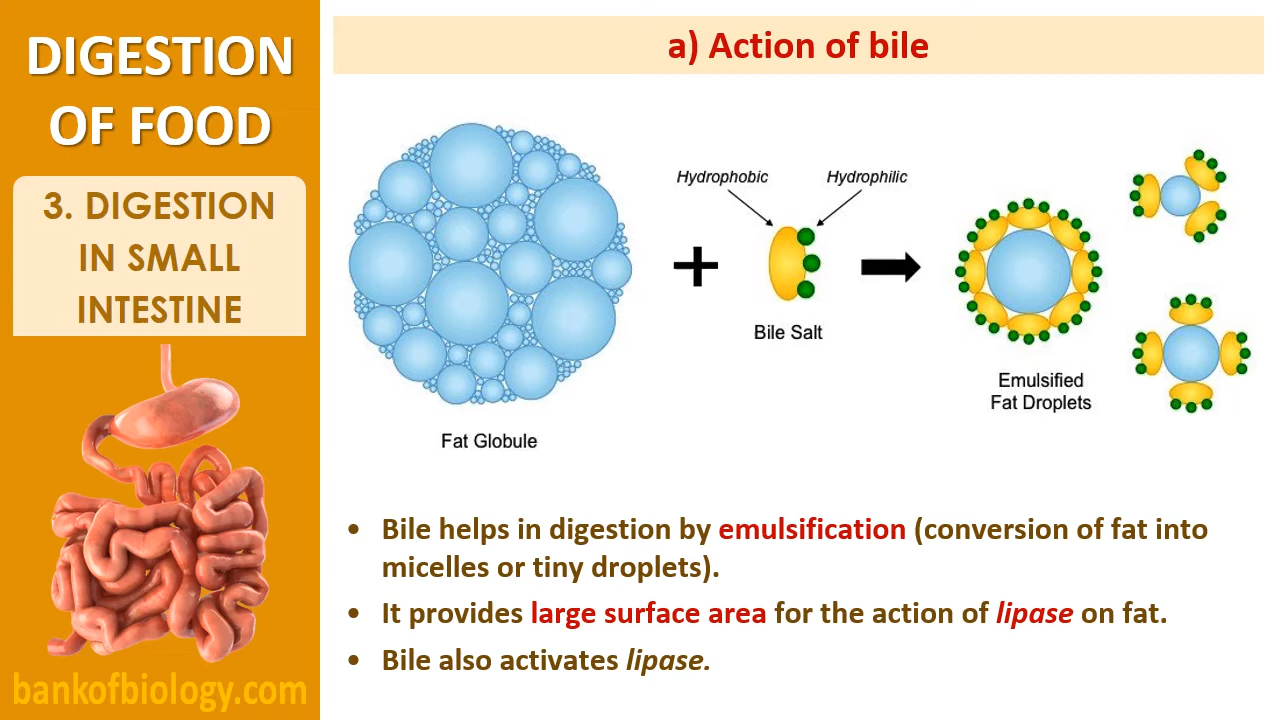 DIGESTION
OF FOOD
3. DIGESTION
IN SMALL
INTESTINE
bankofbiology.com
a) Action of bile
Hydrophobic
Hydrophilic
Bile Salt
Fat Globule
Emulsified
Fat Droplets
• Bile helps in digestion by emulsification (conversion of fat into
micelles or tiny droplets).
• It provides large surface area for the action of lipase on fat.
• Bile also activates lipase.